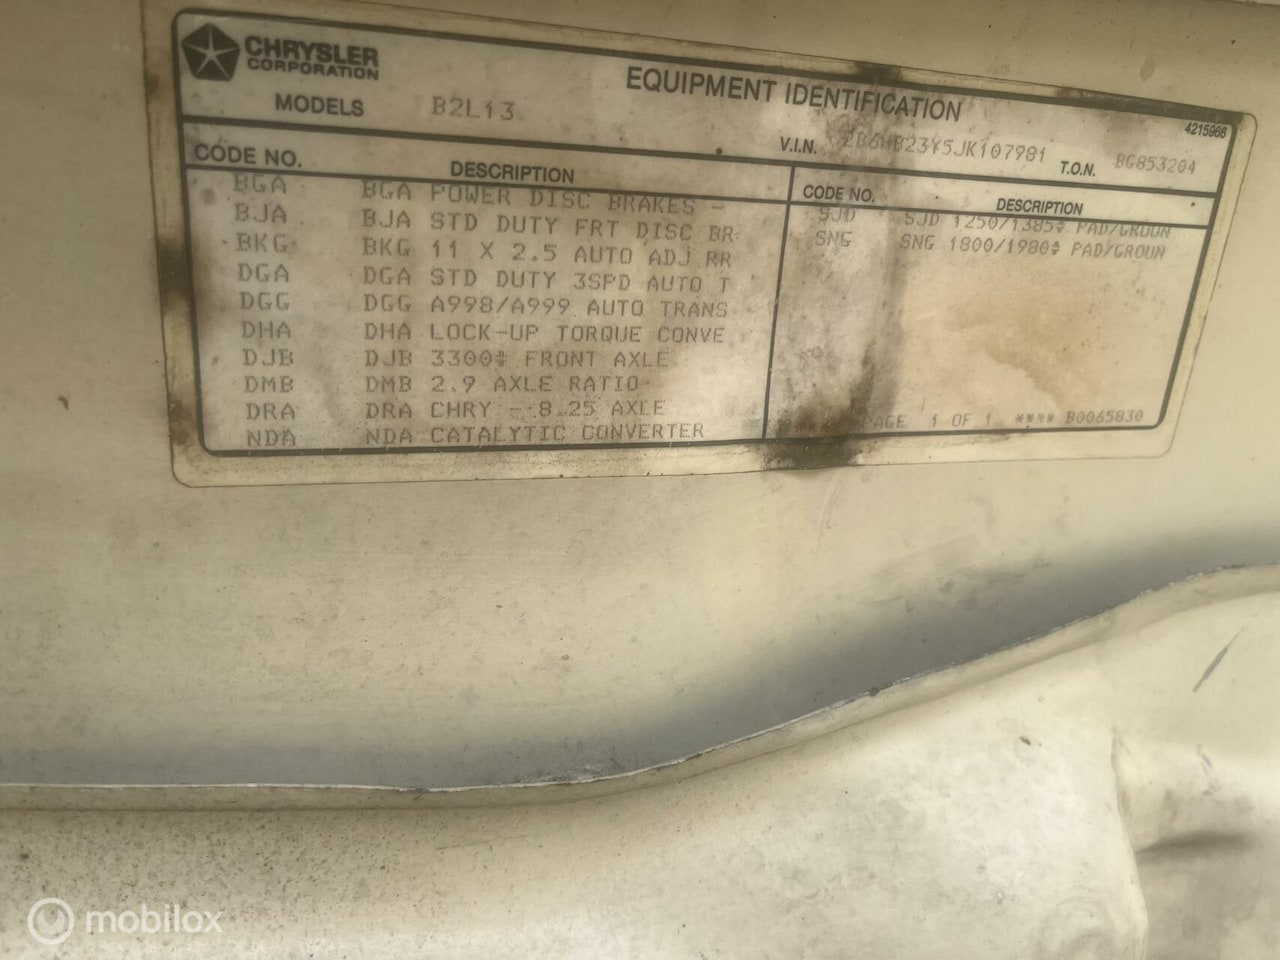 CHRYSLER
CORPORATION
EQUIPMENT IDENTIFICATION
4215966
MODELS B2L13
V.I.N. 2B6HB23Y5JK107981 T.O.N. BG853204
CODE NO. DESCRIPTION
BGA BGA POWER DISC BRAKES -
BJA BJA STD DUTY FRT DISC BR
BKG BKG 11 X 2.5 AUTO ADJ RR
DGA DGA STD DUTY 3SPD AUTO T
DGG DGG A998/A999 AUTO TRANS
DHA DHA LOCK-UP TORQUE CONVE
DJB DJB 3300# FRONT AXLE
DMB DMB 2.9 AXLE RATIO
DRA DRA CHRY - 8.25 AXLE
NDA NDA CATALYTIC CONVERTER
CODE NO. DESCRIPTION
SJD SJD 1250/1385# PAD/GROUN
SNG SNG 1800/1980# PAD/GROUN
PAGE 1 OF 1 **** B0065830
mobilox